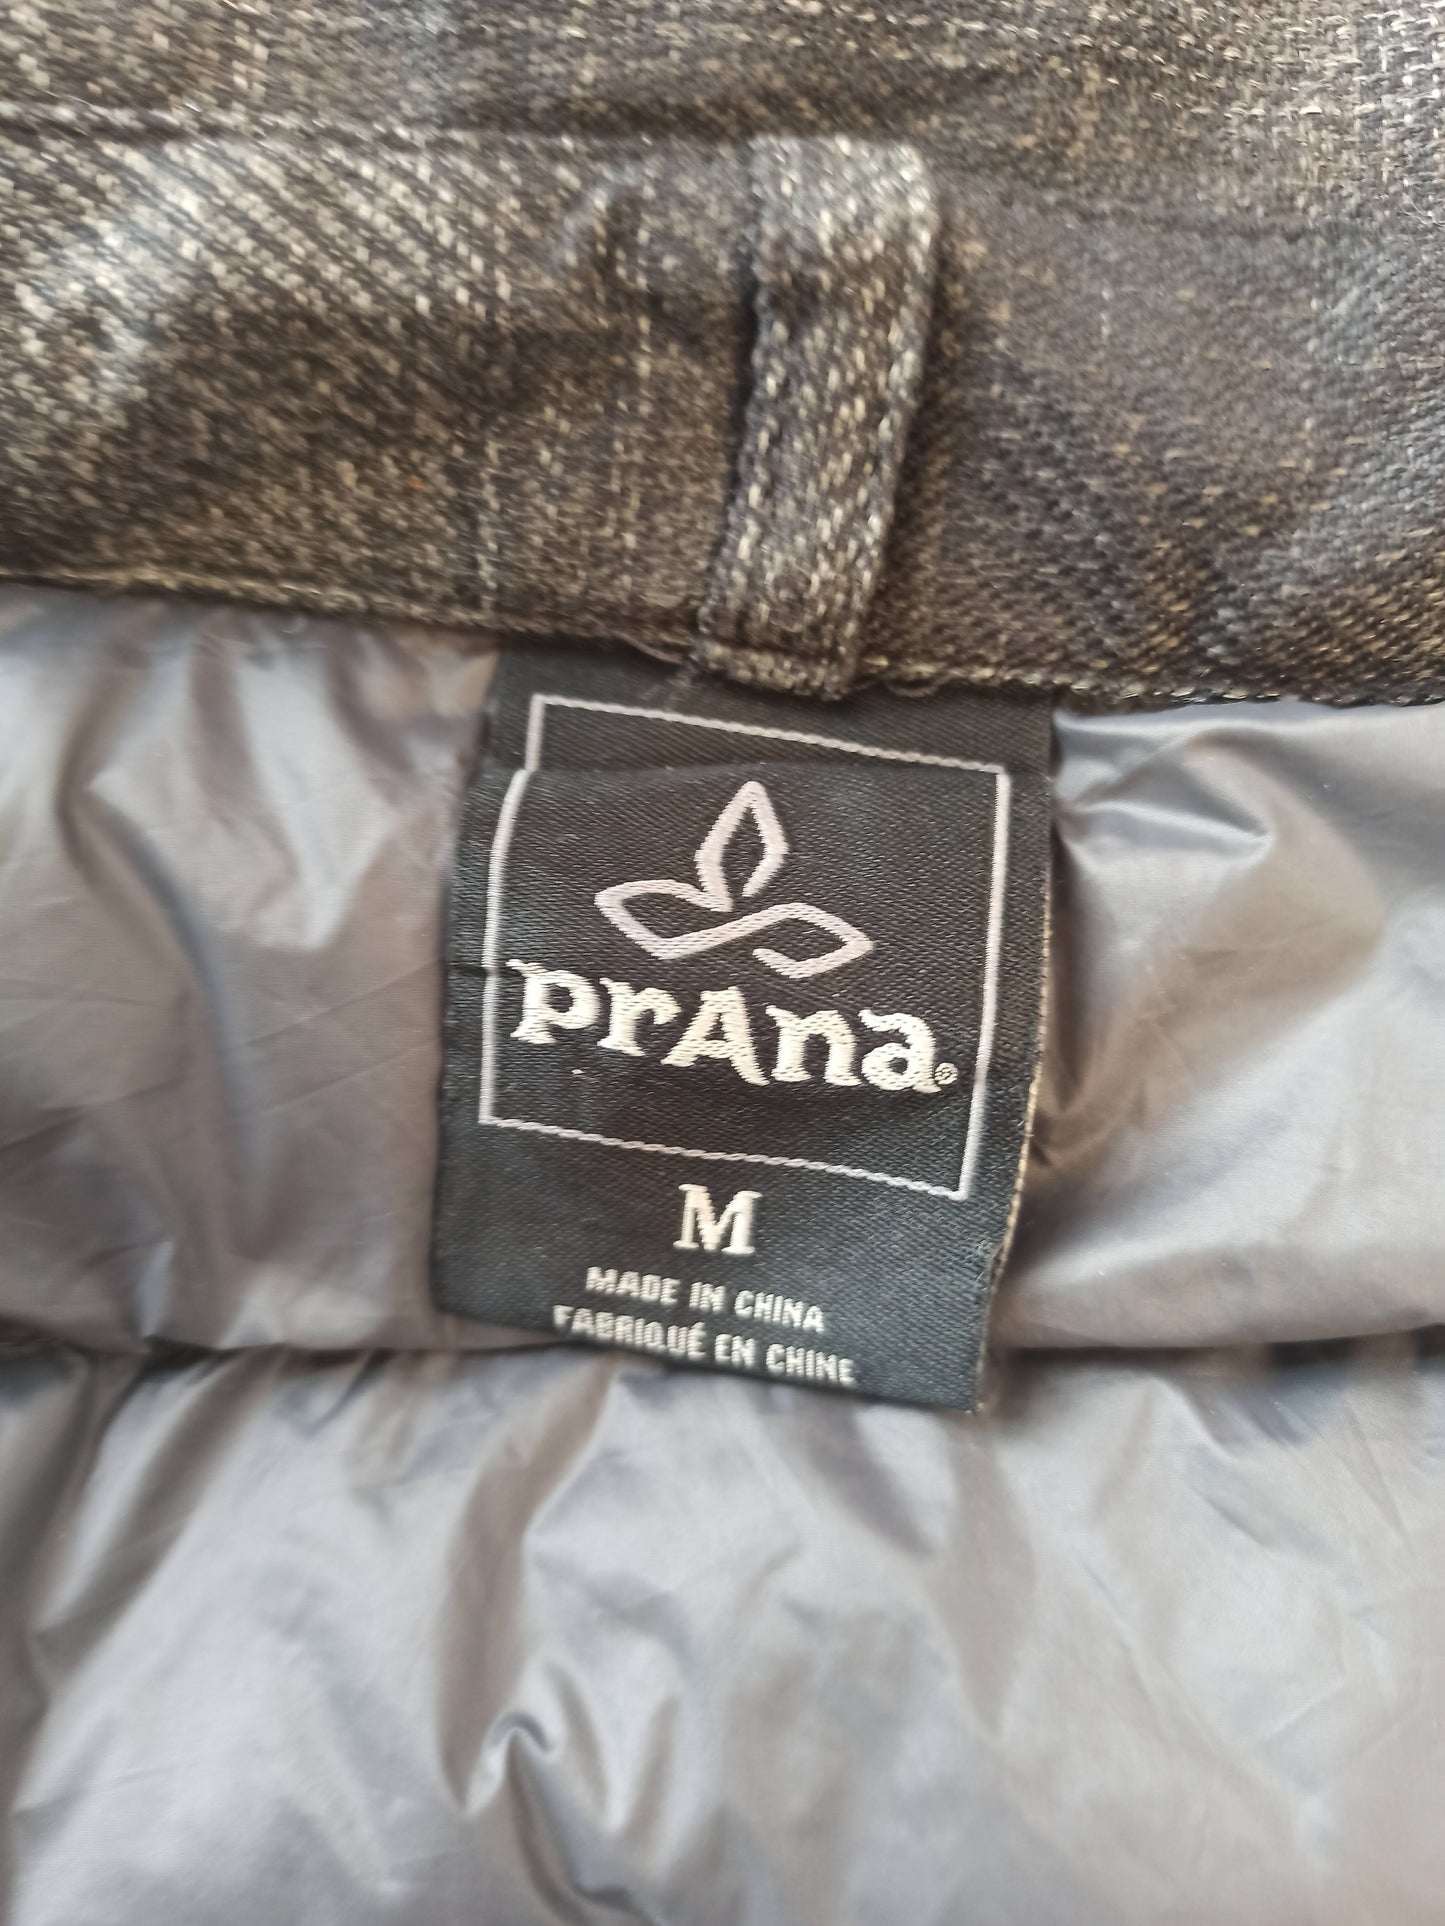 prAna®
M
MADE IN CHINA
FABRIQUÉ EN CHINE